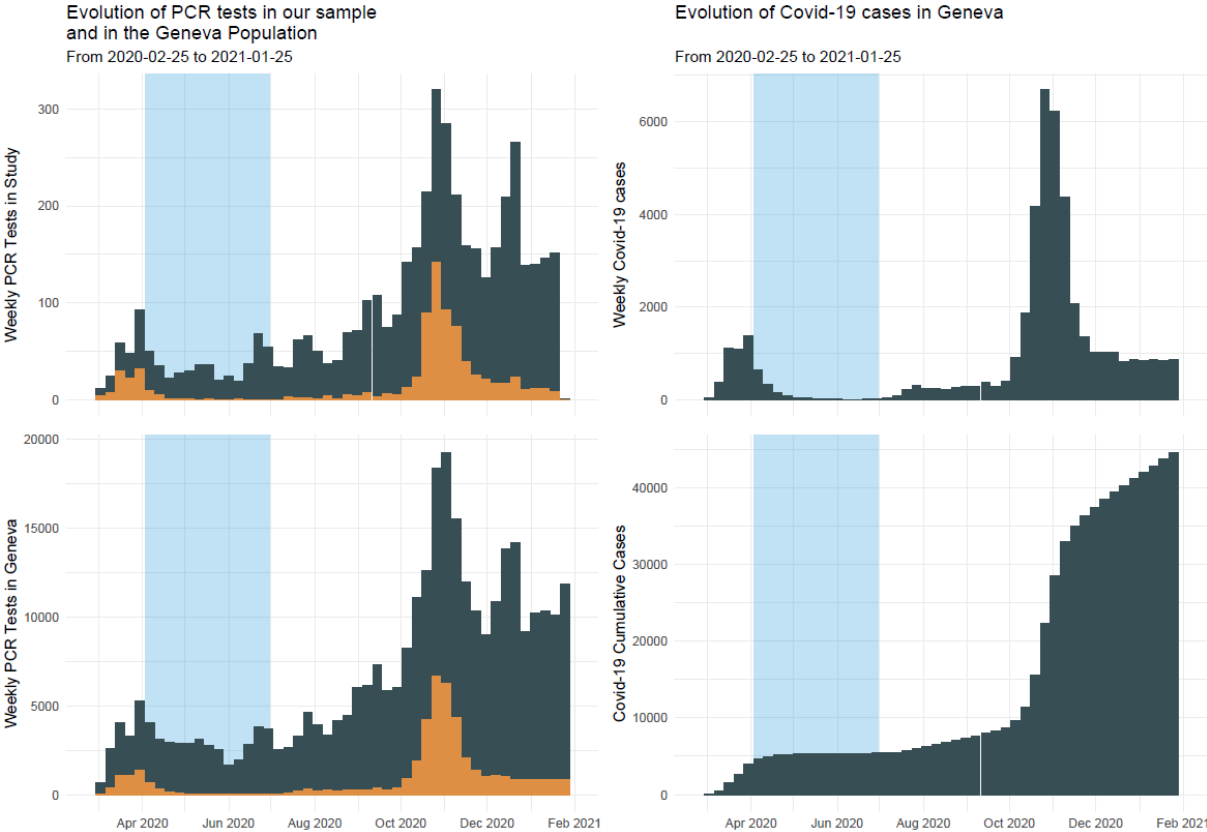 Evolution of PCR tests in our sample
and in the Geneva Population
From 2020-02-25 to 2021-01-25
Weekly PCR Tests in Study
300
200
100
0
Evolution of Covid-19 cases in Geneva
From 2020-02-25 to 2021-01-25
Weekly Covid-19 cases
6000
4000
2000
0
Weekly PCR Tests in Geneva
20000
15000
10000
5000
0
Apr 2020 Jun 2020 Aug 2020 Oct 2020 Dec 2020 Feb 2021
Covid-19 Cumulative Cases
40000
30000
20000
10000
0
Apr 2020 Jun 2020 Aug 2020 Oct 2020 Dec 2020 Feb 2021